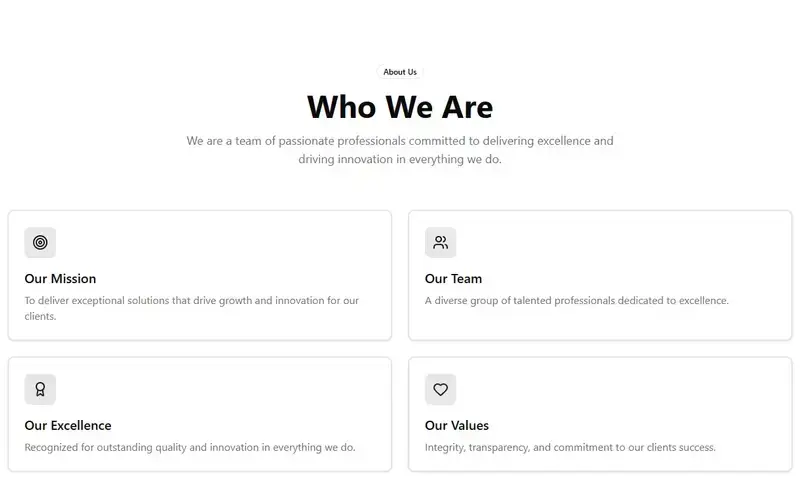 About Us
Who We Are
We are a team of passionate professionals committed to delivering excellence and
driving innovation in everything we do.
Our Mission
To deliver exceptional solutions that drive growth and innovation for our
clients.
Our Team
A diverse group of talented professionals dedicated to excellence.
Our Excellence
Recognized for outstanding quality and innovation in everything we do.
Our Values
Integrity, transparency, and commitment to our clients success.